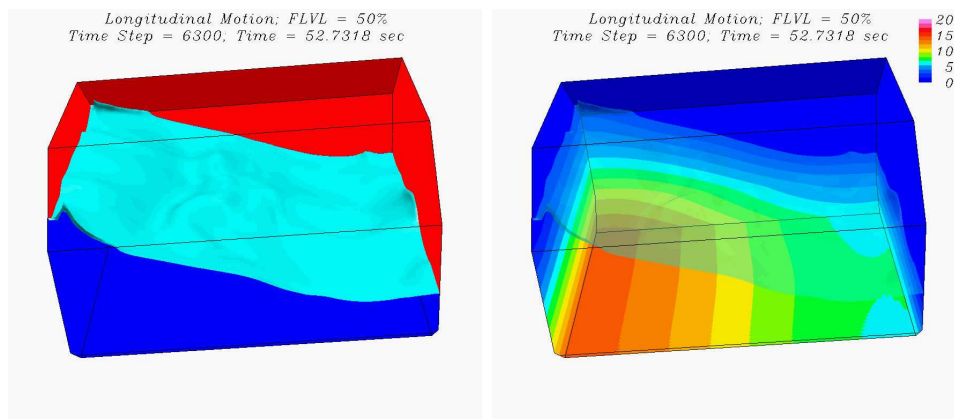 Longitudinal Motion; FLVL = 50%
Time Step = 6300, Time = 52.7318 sec
Longitudinal Motion; FLVL = 50%
Time Step = 6300, Time = 52.7318 sec
20
15
10
5
0